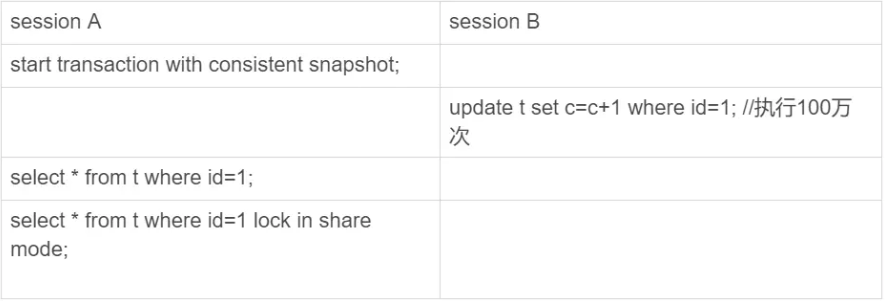 session A
session B
start transaction with consistent snapshot;
update t set c=c+1 where id=1; //执行100万
次
select * from t where id=1;
select * from t where id=1 lock in share
mode;